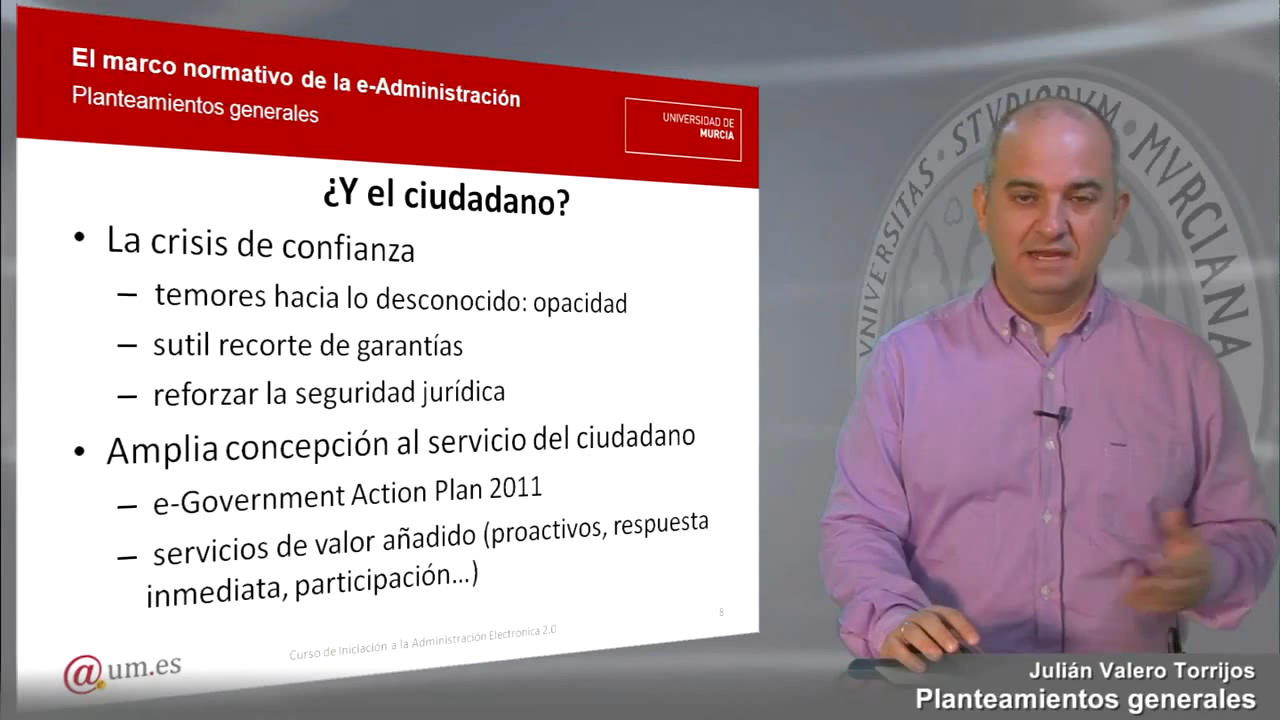 El marco normativo de la e-Administración
Planteamientos generales
UNIVERSIDAD DE
MURCIA
¿Y el ciudadano?
• La crisis de confianza
– temores hacia lo desconocido: opacidad
– sutil recorte de garantías
– reforzar la seguridad jurídica
• Amplia concepción al servicio del ciudadano
– e-Government Action Plan 2011
– servicios de valor añadido (proactivos, respuesta
inmediata, participación...)
8
Curso de Iniciación a la Administración Electrónica 2.0
@um.es
UNIVERSITAS · STVDIORVM · MVRCIANA
Julián Valero Torrijos
Planteamientos generales